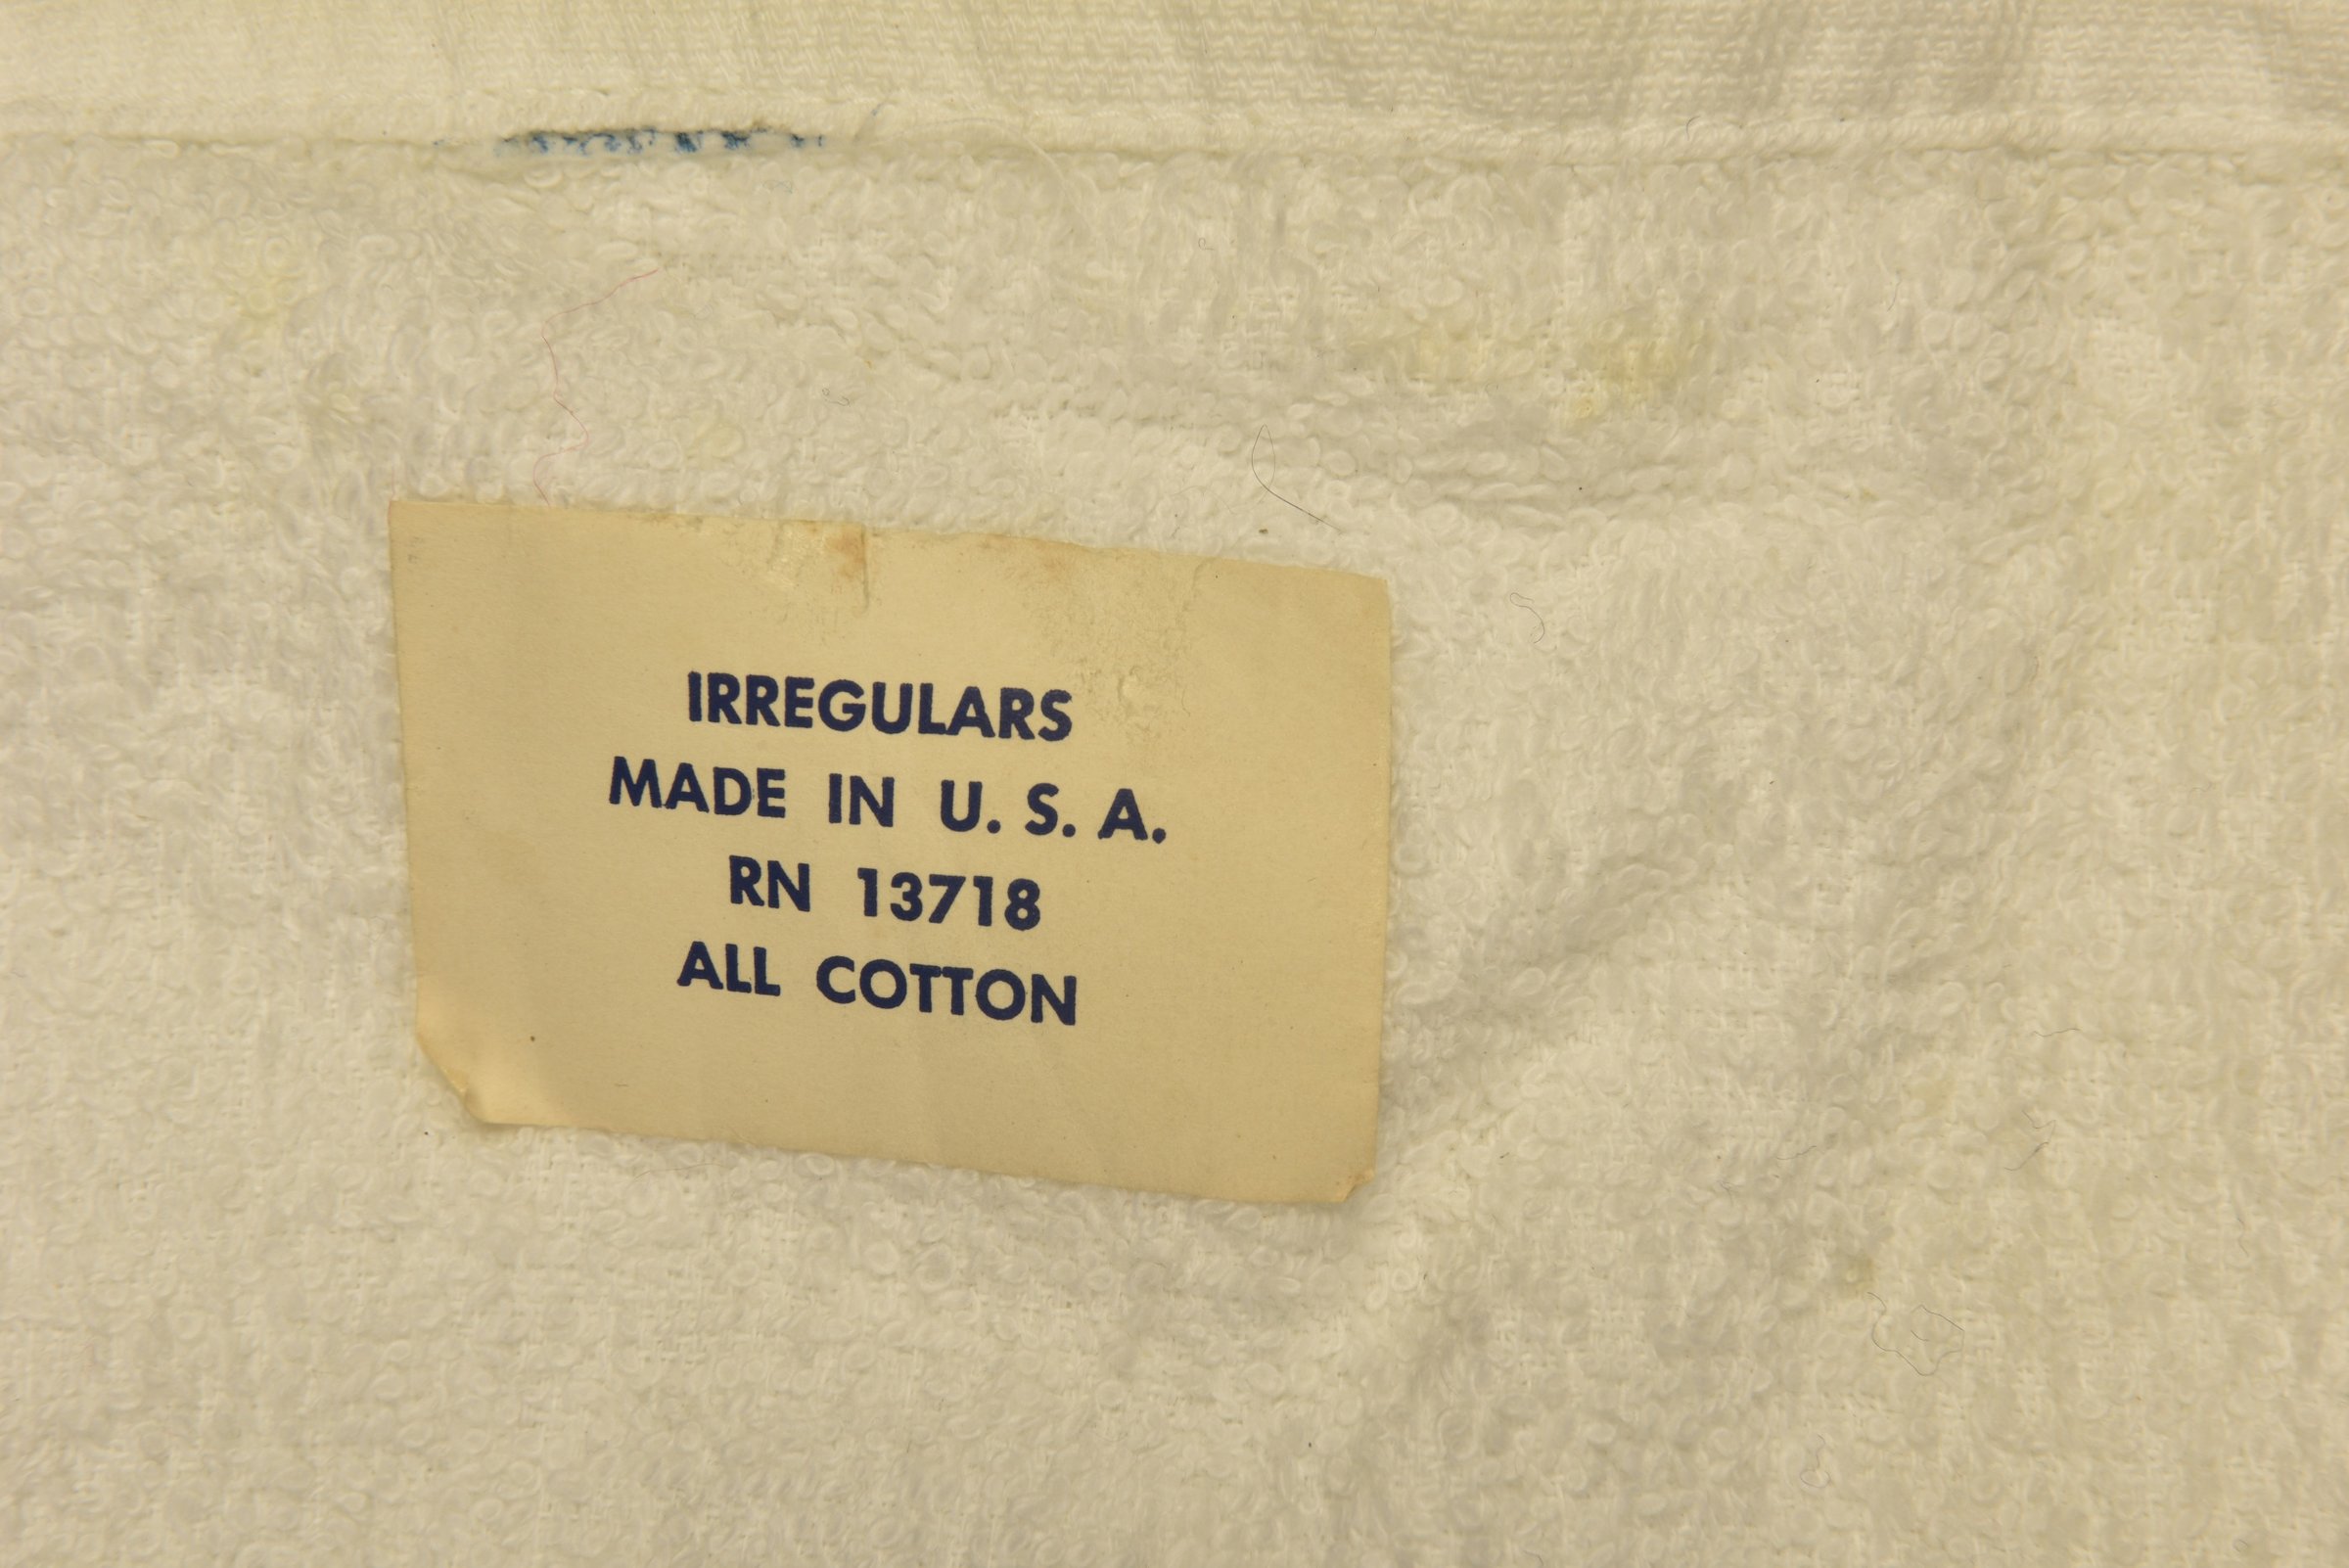 IRREGULARS
MADE IN U. S. A.
RN 13718
ALL COTTON